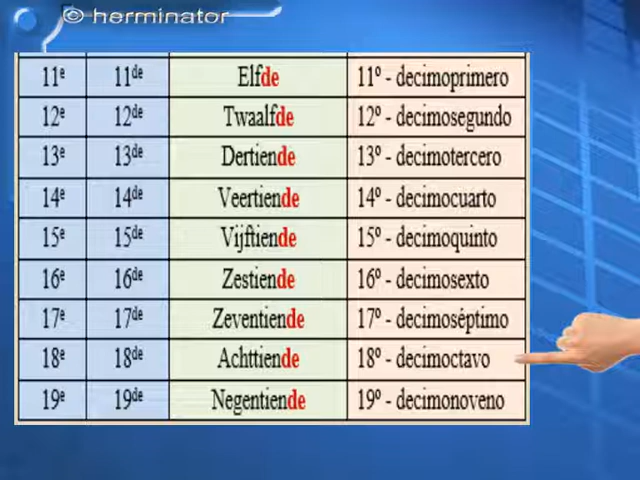 © herminator
11ᵉ 11ᵈᵉ Elfde 11º - decimoprimero
12ᵉ 12ᵈᵉ Twaalfde 12º - decimosegundo
13ᵉ 13ᵈᵉ Dertiende 13º - decimotercero
14ᵉ 14ᵈᵉ Veertiende 14º - decimocuarto
15ᵉ 15ᵈᵉ Vijftiende 15º - decimoquinto
16ᵉ 16ᵈᵉ Zestiende 16º - decimosexto
17ᵉ 17ᵈᵉ Zeventiende 17º - decimoséptimo
18ᵉ 18ᵈᵉ Achttiende 18º - decimoctavo
19ᵉ 19ᵈᵉ Negentiende 19º - decimonoveno